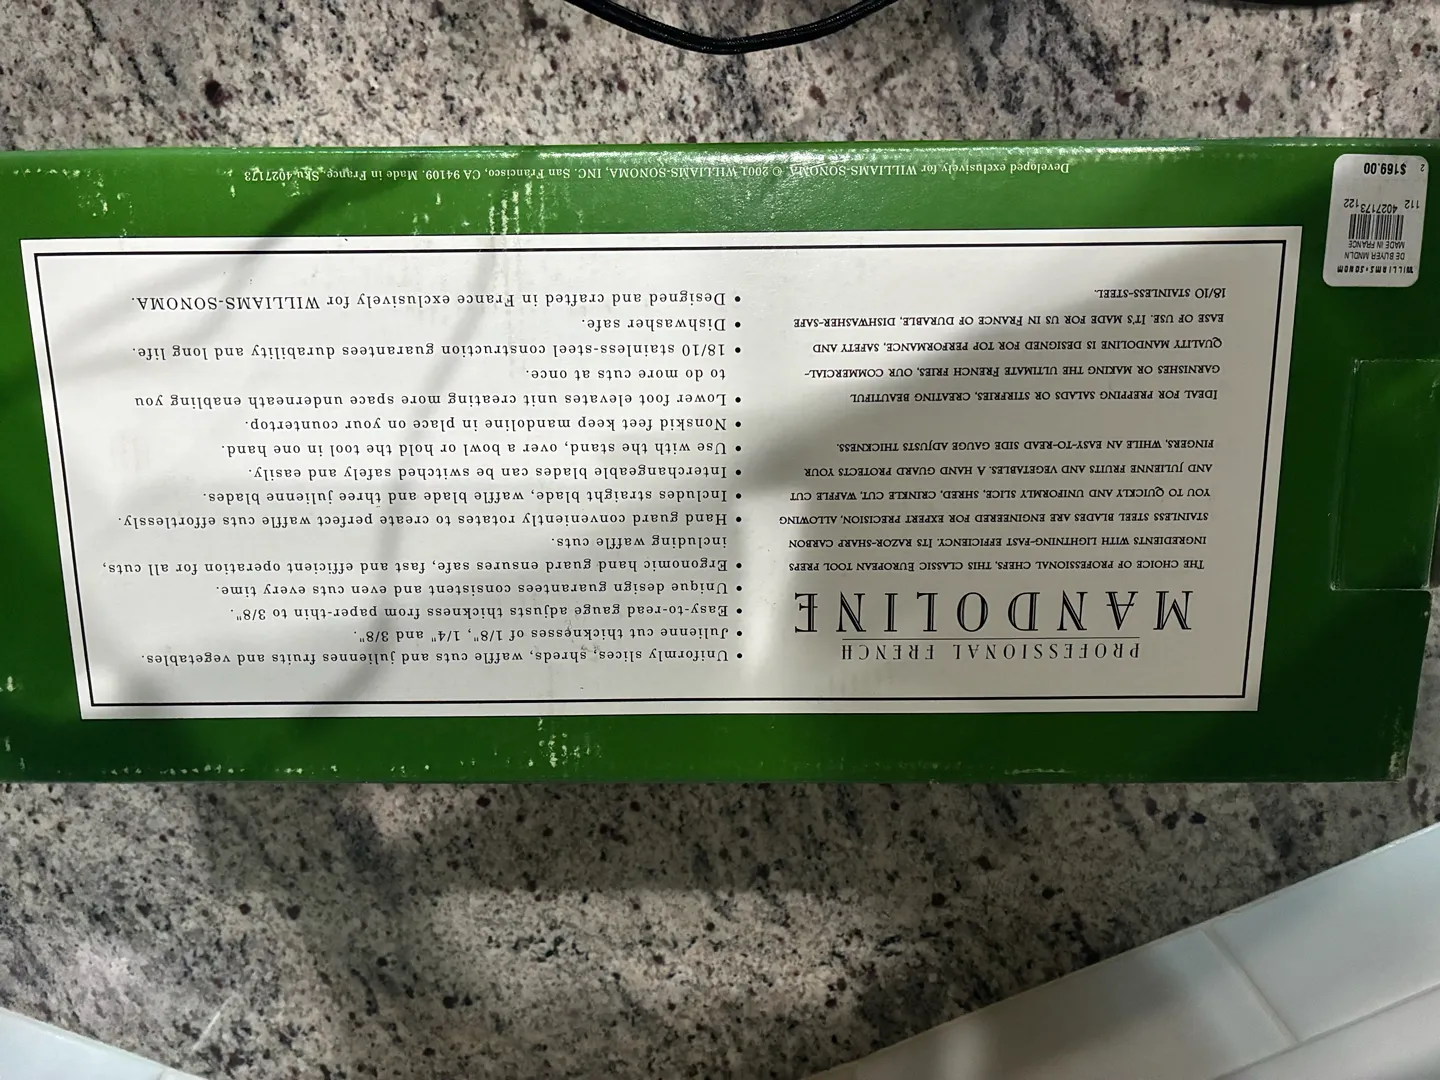 PROFESSIONAL FRENCH
MANDOLINE
THE CHOICE OF PROFESSIONAL CHEFS, THIS CLASSIC EUROPEAN TOOL PREPS
INGREDIENTS WITH LIGHTNING-FAST EFFICIENCY. ITS RAZOR-SHARP CARBON
STAINLESS STEEL BLADES ARE ENGINEERED FOR EXPERT PRECISION, ALLOWING
YOU TO QUICKLY AND UNIFORMLY SLICE, SHRED, CRINKLE CUT, WAFFLE CUT
AND JULIENNE FRUITS AND VEGETABLES. A HAND GUARD PROTECTS YOUR
FINGERS, WHILE AN EASY-TO-READ SIDE GAUGE ADJUSTS THICKNESS.
IDEAL FOR PREPPING SALADS OR STIRFRIES, CREATING BEAUTIFUL
GARNISHES OR MAKING THE ULTIMATE FRENCH FRIES, OUR COMMERCIAL-
QUALITY MANDOLINE IS DESIGNED FOR TOP PERFORMANCE, SAFETY AND
EASE OF USE. IT'S MADE FOR US IN FRANCE OF DURABLE, DISHWASHER-SAFE
18/10 STAINLESS-STEEL.
• Uniformly slices, shreds, waffle cuts and juliennes fruits and vegetables.
• Julienne cut thicknesses of 1/8", 1/4" and 3/8".
• Easy-to-read gauge adjusts thickness from paper-thin to 3/8".
• Unique design guarantees consistent and even cuts every time.
• Ergonomic hand guard ensures safe, fast and efficient operation for all cuts,
including waffle cuts.
• Hand guard conveniently rotates to create perfect waffle cuts effortlessly.
• Includes straight blade, waffle blade and three julienne blades.
• Interchangeable blades can be switched safely and easily.
• Use with the stand, over a bowl or hold the tool in one hand.
• Nonskid feet keep mandoline in place on your countertop.
• Lower foot elevates unit creating more space underneath enabling you
to do more cuts at once.
• 18/10 stainless-steel construction guarantees durability and long life.
• Dishwasher safe.
• Designed and crafted in France exclusively for WILLIAMS-SONOMA.
Developed exclusively for WILLIAMS-SONOMA. © 2001 WILLIAMS-SONOMA, INC. San Francisco, CA 94109. Made in France. Sku 4027173
WILLIAMS-SONOM
DE BUYER MNDLN
MADE IN FRANCE
112 4027173 122
2 $169.00